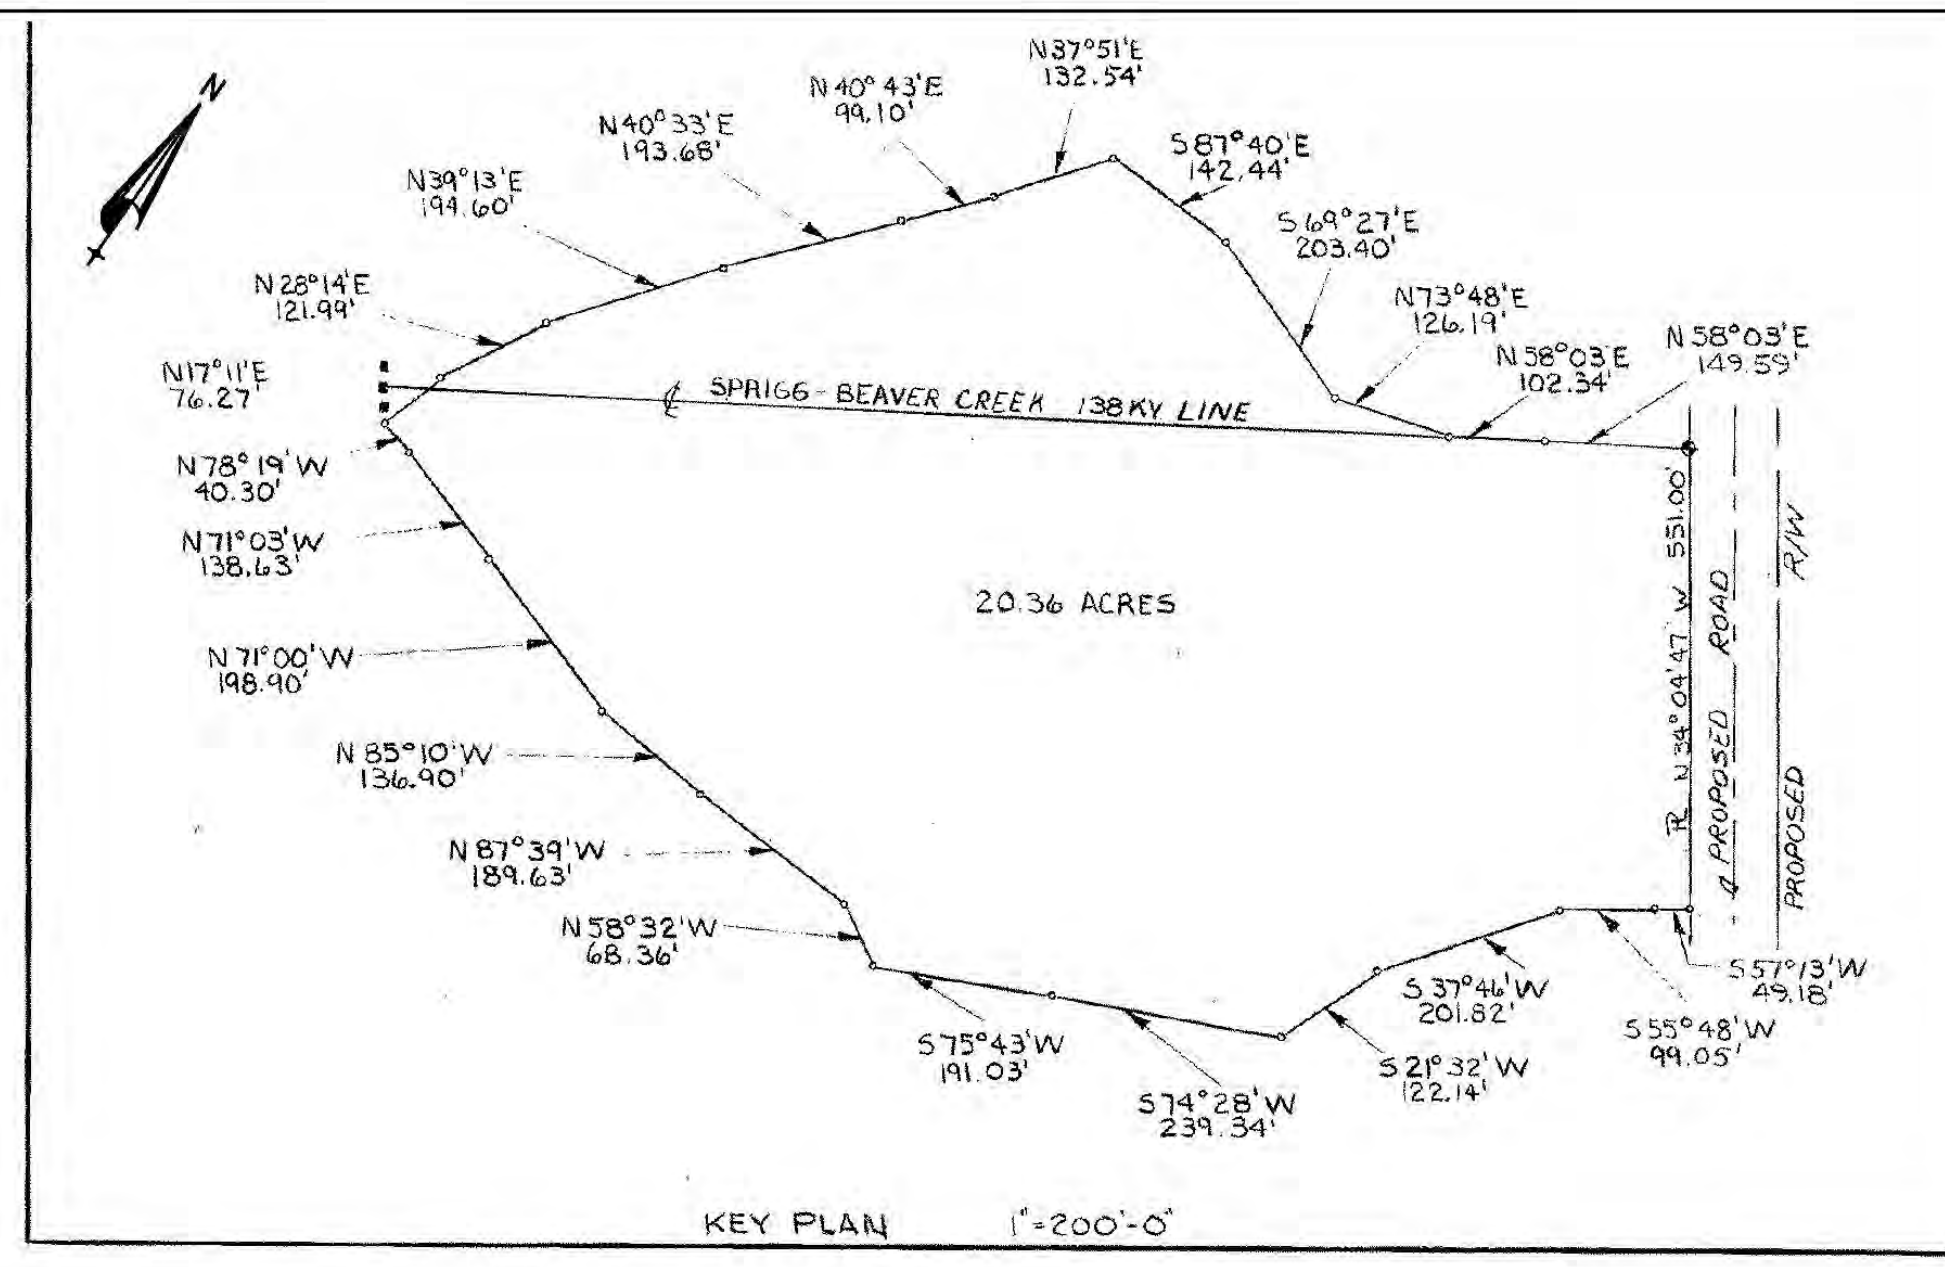 N
N37°51'E
132.54'
N40°43'E
99.10'
N40°33'E
193.68'
N39°13'E
194.60'
N28°14'E
121.99'
N17°11'E
76.27'
S87°40'E
142.44'
S69°27'E
203.40'
N73°48'E
126.19'
N58°03'E
102.34'
N58°03'E
149.59'
SPRIGG-BEAVER CREEK 138KV LINE
N78°19'W
40.30'
N71°03'W
138.63'
N71°00'W
198.90'
N85°10'W
136.90'
N87°39'W
189.63'
N58°32'W
68.36'
20.36 ACRES
N 34°04'47" W 551.00'
PROPOSED ROAD
PROPOSED R/W
S75°43'W
191.03'
S74°28'W
239.34'
S21°32'W
122.14'
S37°46'W
201.82'
S55°48'W
99.05'
S57°13'W
49.18'
KEY PLAN 1"=200'-0"